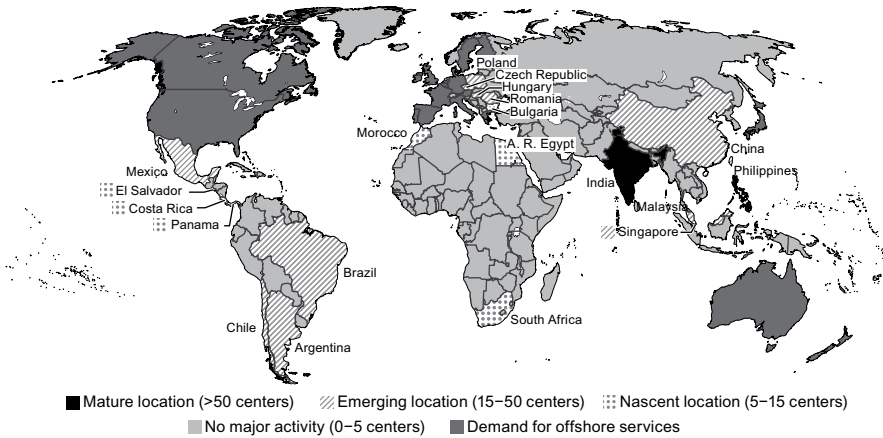 Poland
Czech Republic
Hungary
Romania
Bulgaria
Morocco
A. R. Egypt
China
Mexico
Philippines
El Salvador
India
Costa Rica
Malaysia
Panama
Singapore
Brazil
South Africa
Chile
Argentina
Mature location (>50 centers) Emerging location (15−50 centers) Nascent location (5−15 centers)
No major activity (0−5 centers) Demand for offshore services